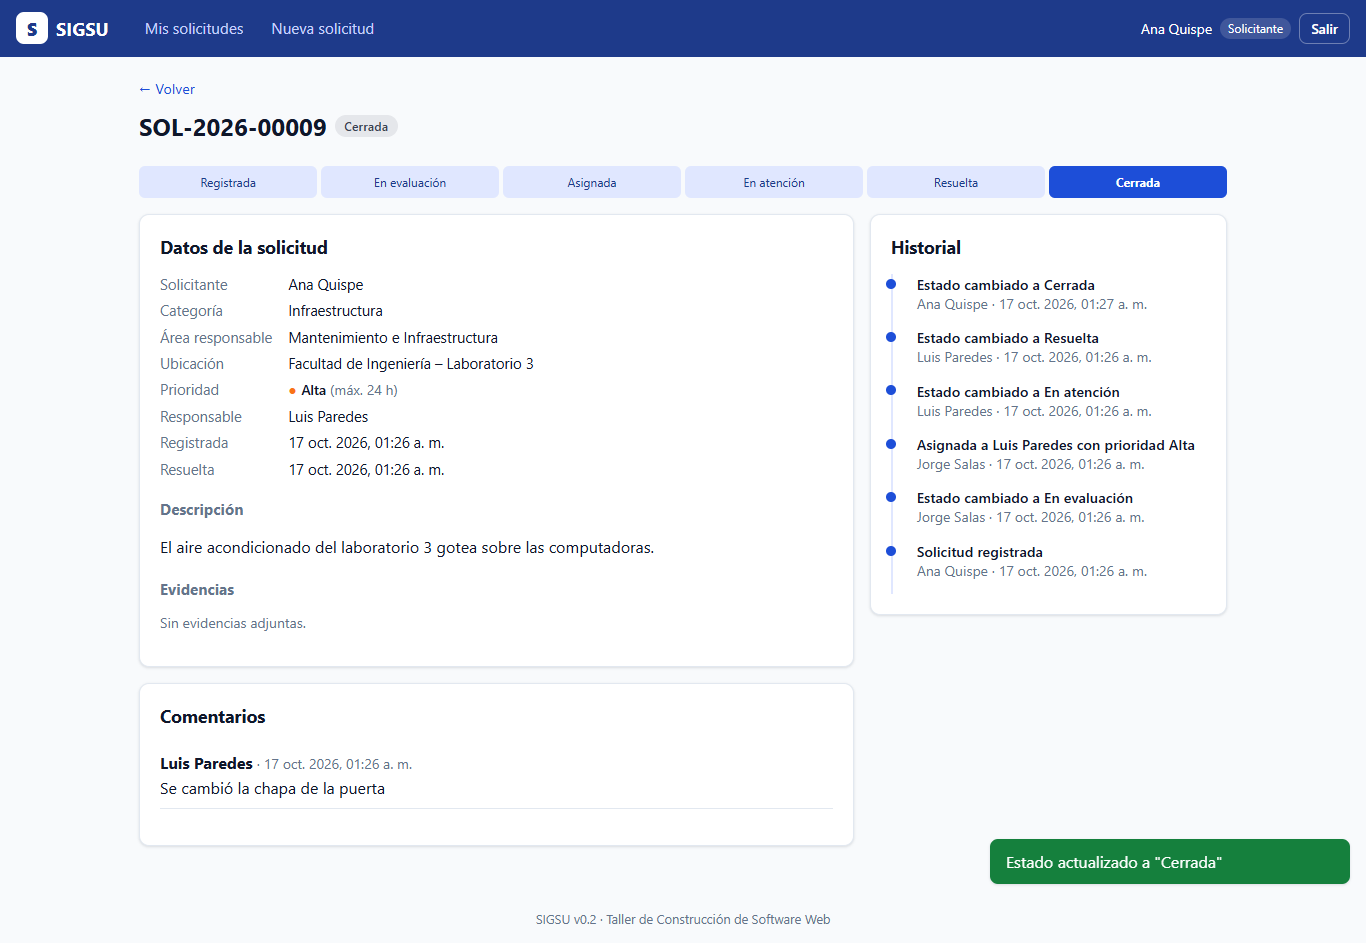 S SIGSU Mis solicitudes Nueva solicitud Ana Quispe Solicitante Salir
← Volver
SOL-2026-00009 Cerrada
Registrada En evaluación Asignada En atención Resuelta Cerrada
Datos de la solicitud
Solicitante Ana Quispe
Categoría Infraestructura
Área responsable Mantenimiento e Infraestructura
Ubicación Facultad de Ingeniería – Laboratorio 3
Prioridad ● Alta (máx. 24 h)
Responsable Luis Paredes
Registrada 17 oct. 2026, 01:26 a. m.
Resuelta 17 oct. 2026, 01:26 a. m.
Descripción
El aire acondicionado del laboratorio 3 gotea sobre las computadoras.
Evidencias
Sin evidencias adjuntas.
Historial
Estado cambiado a Cerrada
Ana Quispe · 17 oct. 2026, 01:27 a. m.
Estado cambiado a Resuelta
Luis Paredes · 17 oct. 2026, 01:26 a. m.
Estado cambiado a En atención
Luis Paredes · 17 oct. 2026, 01:26 a. m.
Asignada a Luis Paredes con prioridad Alta
Jorge Salas · 17 oct. 2026, 01:26 a. m.
Estado cambiado a En evaluación
Jorge Salas · 17 oct. 2026, 01:26 a. m.
Solicitud registrada
Ana Quispe · 17 oct. 2026, 01:26 a. m.
Comentarios
Luis Paredes · 17 oct. 2026, 01:26 a. m.
Se cambió la chapa de la puerta
Estado actualizado a "Cerrada"
SIGSU v0.2 · Taller de Construcción de Software Web